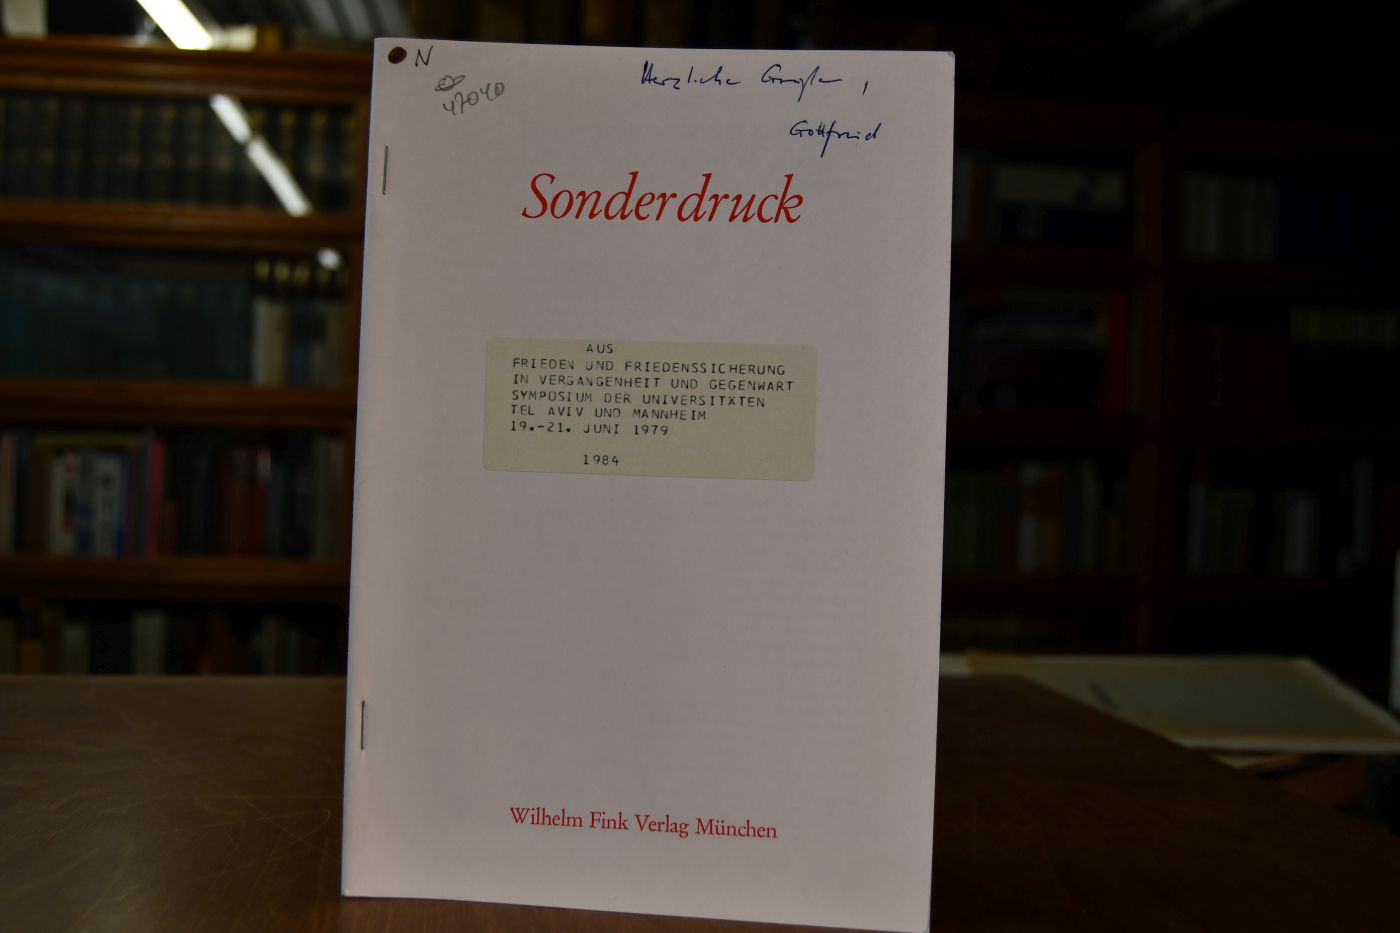 N
47040
Herzliche Grüße,
Gottfried
Sonderdruck
AUS
FRIEDEN UND FRIEDENSSICHERUNG
IN VERGANGENHEIT UND GEGENWART
SYMPOSIUM DER UNIVERSITÄTEN
TEL AVIV UND MANNHEIM
19.-21. JUNI 1979
1984
Wilhelm Fink Verlag München